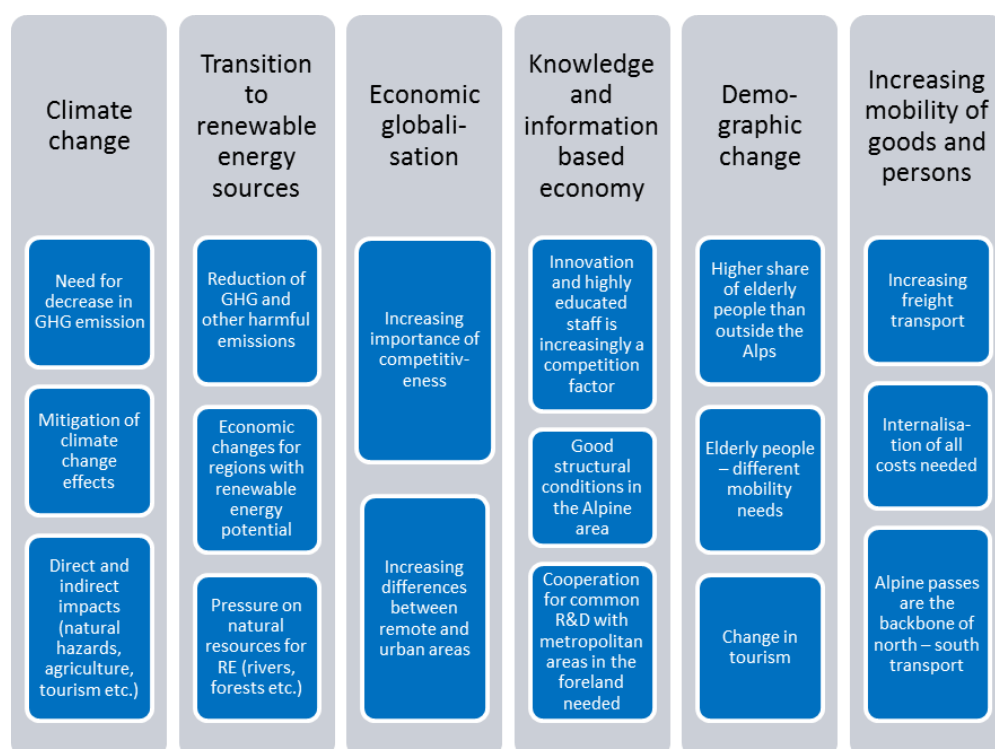 Climate
change
Need for
decrease in
GHG emission
Mitigation of
climate
change
effects
Direct and
indirect
impacts
(natural
hazards,
agriculture,
tourism etc.)
Transition
to
renewable
energy
sources
Reduction of
GHG and
other harmful
emissions
Economic
changes for
regions with
renewable
energy
potential
Pressure on
natural
resources for
RE (rivers,
forests etc.)
Economic
globali-
sation
Increasing
importance of
competitiv-
eness
Increasing
differences
between
remote and
urban areas
Knowledge
and
information
based
economy
Innovation
and highly
educated
staff is
increasingly a
competition
factor
Good
structural
conditions in
the Alpine
area
Cooperation
for common
R&D with
metropolitan
areas in the
foreland
needed
Demo-
graphic
change
Higher share
of elderly
people than
outside the
Alps
Elderly people
– different
mobility
needs
Change in
tourism
Increasing
mobility of
goods and
persons
Increasing
freight
transport
Internalisa-
tion of all
costs needed
Alpine passes
are the
backbone of
north – south
transport